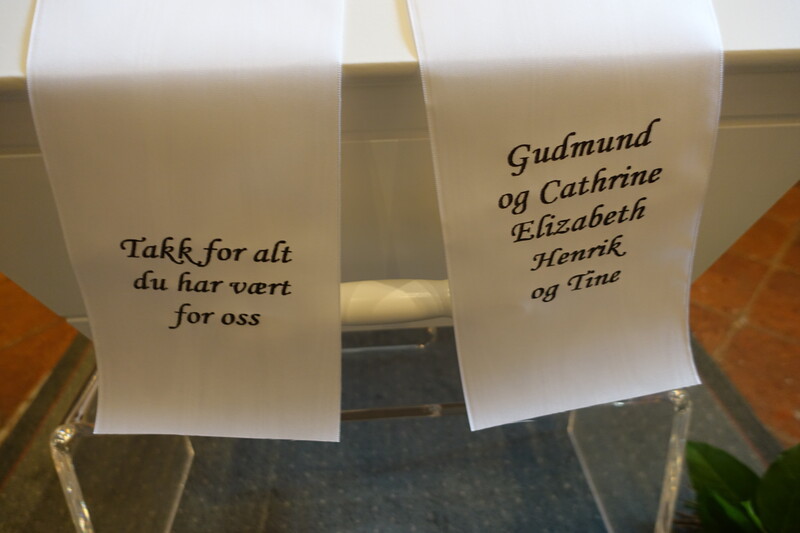 Takk for alt
du har vært
for oss
Gudmund
og Cathrine
Elizabeth
Henrik
og Tine